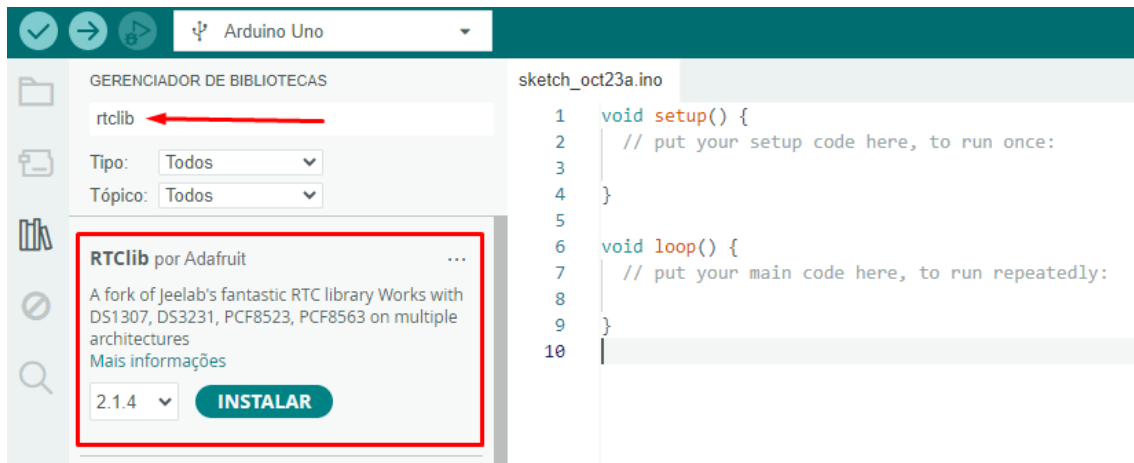 Arduino Uno
GERENCIADOR DE BIBLIOTECAS
rtclib
Tipo: Todos
Tópico: Todos
RTClib por Adafruit ...
A fork of Jeelab's fantastic RTC library Works with
DS1307, DS3231, PCF8523, PCF8563 on multiple
architectures
Mais informações
2.1.4 INSTALAR
sketch_oct23a.ino
1 void setup() {
2 // put your setup code here, to run once:
3
4 }
5
6 void loop() {
7 // put your main code here, to run repeatedly:
8
9 }
10